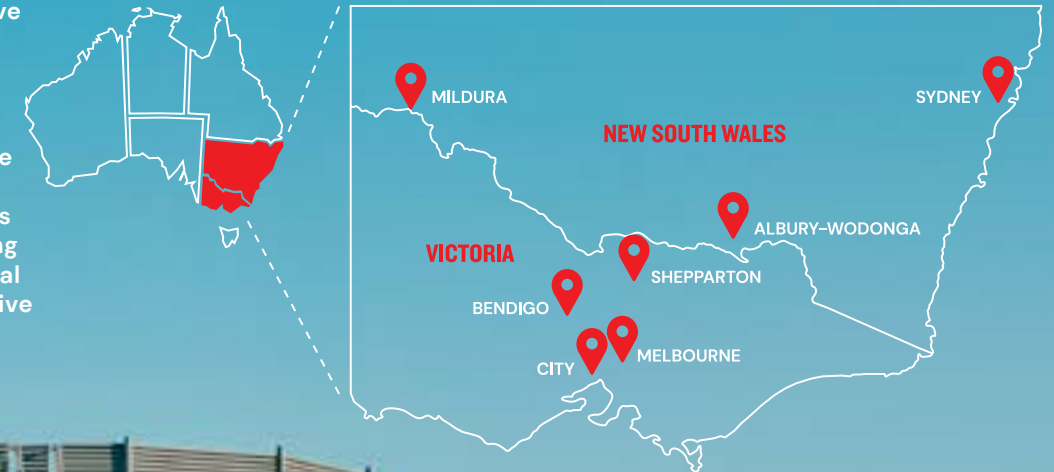 MILDURA
SYDNEY
NEW SOUTH WALES
ALBURY–WODONGA
VICTORIA
SHEPPARTON
BENDIGO
MELBOURNE
CITY